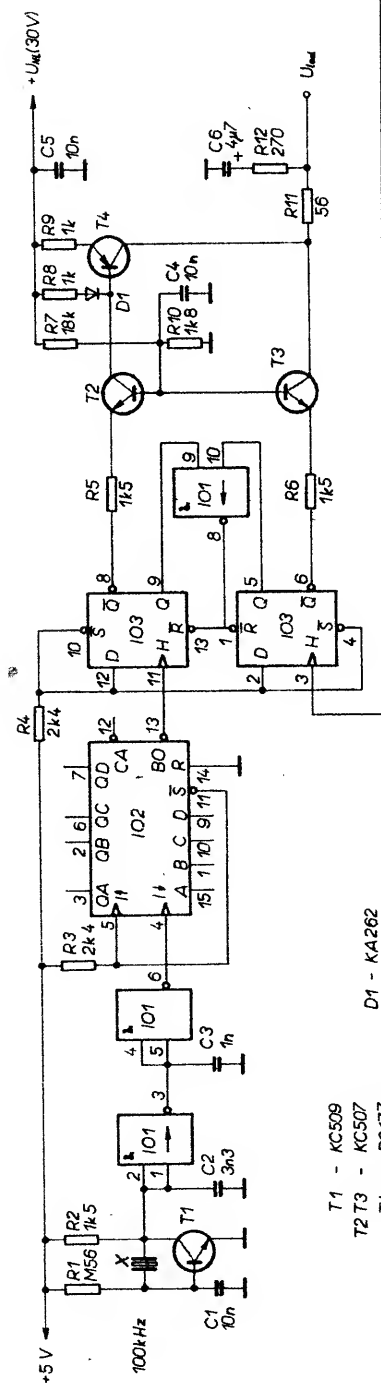 +5 V
R1
M56
R2
1k5
X
100kHz
C1
10n
T1
C2
3n3
2
1
IO1
3
C3
1n
4
5
IO1
6
R3
2k4
5
4
3
2
6
7
QA
QB
QC
QD
CA
12
IO2
BO
13
A
B
C
D
S
R
15
1
10
9
11
14
R4
2k4
10
12
11
S
D
H
R
Q
Q
IO3
8
9
13
1
2
3
4
R
D
H
S
Q
Q
IO3
5
6
IO1
9
10
8
R5
1k5
R6
1k5
T2
T3
R7
18k
R8
1k
R9
1k
D1
T4
C4
10n
R10
1k8
C5
10n
C6
+ 4μ7
R12
270
R11
56
+U (30V)
U
T1 - KC509
T2 T3 - KC507
D1 - KA262